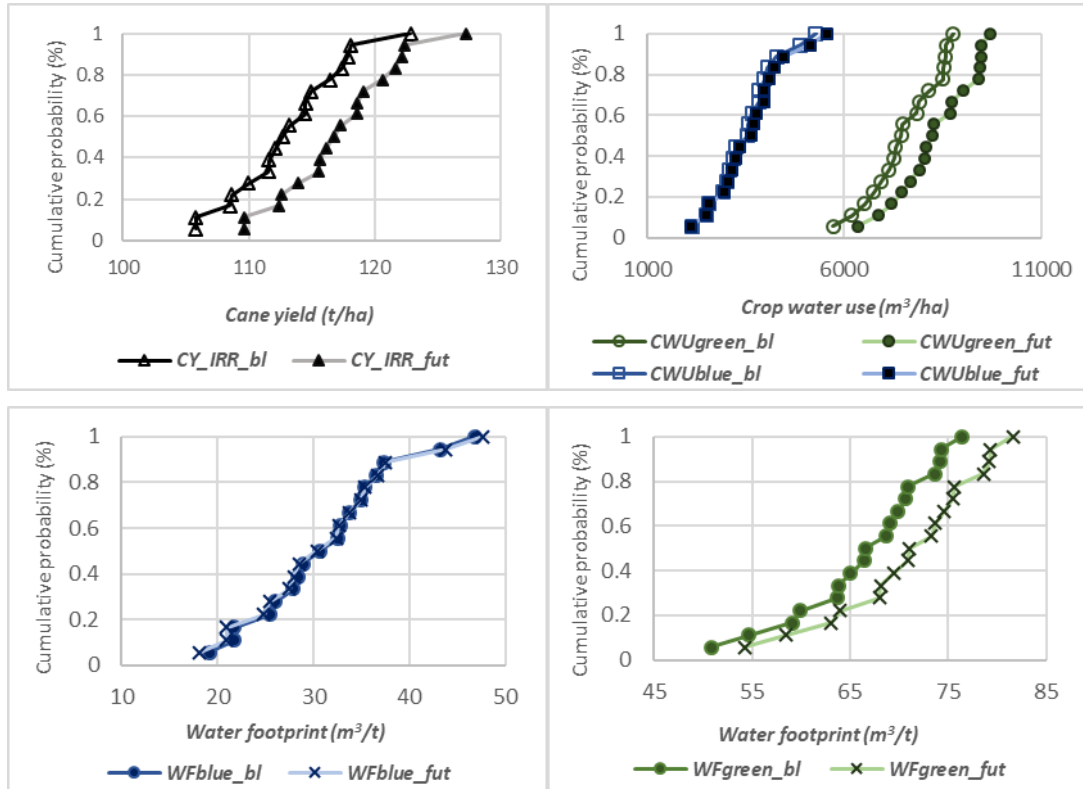 Cumulative probability (%)
1
0.8
0.6
0.4
0.2
0
100 110 120 130
Cane yield (t/ha)
CY_IRR_bl CY_IRR_fut
Cumulative probability (%)
1
0.8
0.6
0.4
0.2
0
1000 6000 11000
Crop water use (m³/ha)
CWUgreen_bl CWUgreen_fut
CWUblue_bl CWUblue_fut
Cumulative probability (%)
1
0.8
0.6
0.4
0.2
0
10 20 30 40 50
Water footprint (m³/t)
WFblue_bl WFblue_fut
Cumulative probability (%)
1
0.8
0.6
0.4
0.2
0
45 55 65 75 85
Water footprint (m³/t)
WFgreen_bl WFgreen_fut